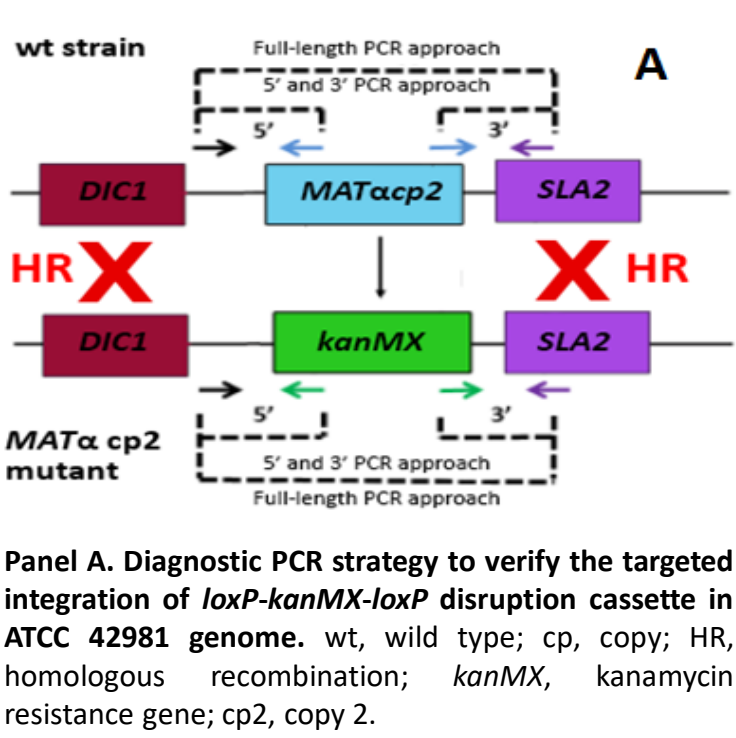 wt strain
Full-length PCR approach
A
5′ and 3′ PCR approach
5′
3′
DIC1
MATαcp2
SLA2
HR X
X HR
DIC1
kanMX
SLA2
5′
3′
MATα cp2
mutant
5′ and 3′ PCR approach
Full-length PCR approach
Panel A. Diagnostic PCR strategy to verify the targeted
integration of loxP-kanMX-loxP disruption cassette in
ATCC 42981 genome. wt, wild type; cp, copy; HR,
homologous recombination; kanMX, kanamycin
resistance gene; cp2, copy 2.